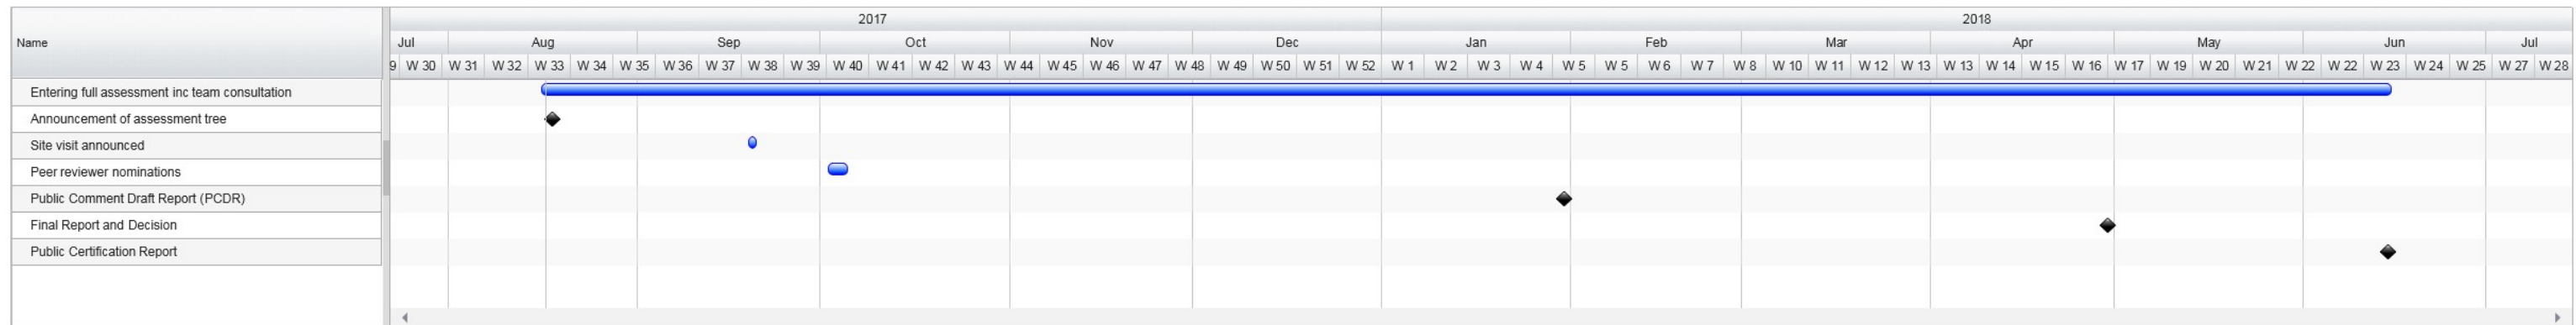 2017 2018
Name
Jul Aug Sep Oct Nov Dec Jan Feb Mar Apr May Jun Jul
9 W 30 W 31 W 32 W 33 W 34 W 35 W 36 W 37 W 38 W 39 W 40 W 41 W 42 W 43 W 44 W 45 W 46 W 47 W 48 W 49 W 50 W 51 W 52 W 1 W 2 W 3 W 4 W 5 W 5 W 6 W 7 W 8 W 10 W 11 W 12 W 13 W 13 W 14 W 15 W 16 W 17 W 19 W 20 W 21 W 22 W 22 W 23 W 24 W 25 W 27 W 28
Entering full assessment inc team consultation
Announcement of assessment tree
Site visit announced
Peer reviewer nominations
Public Comment Draft Report (PCDR)
Final Report and Decision
Public Certification Report